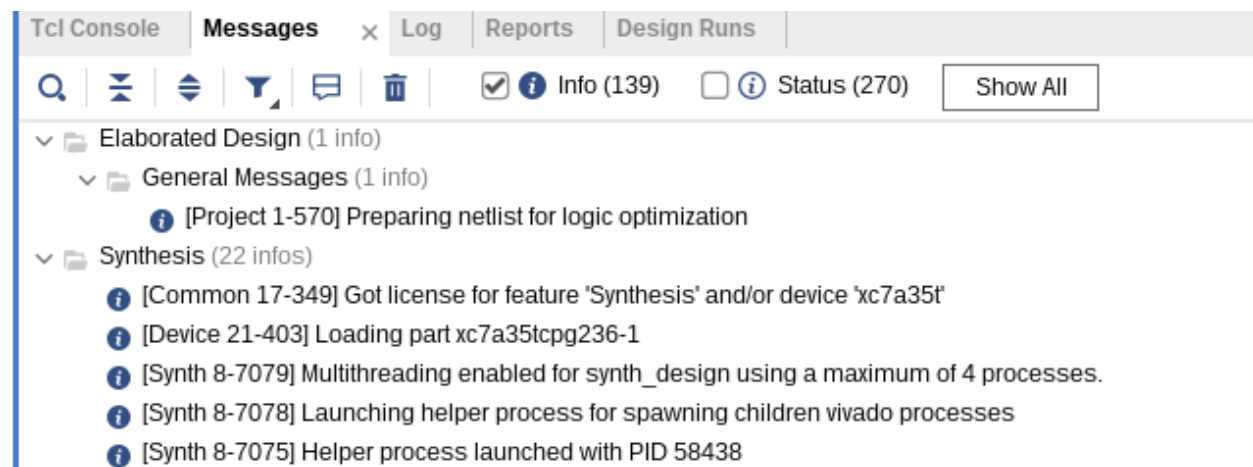 Tcl Console Messages × Log Reports Design Runs
Info (139) Status (270) Show All
Elaborated Design (1 info)
General Messages (1 info)
[Project 1-570] Preparing netlist for logic optimization
Synthesis (22 infos)
[Common 17-349] Got license for feature 'Synthesis' and/or device 'xc7a35t'
[Device 21-403] Loading part xc7a35tcpg236-1
[Synth 8-7079] Multithreading enabled for synth_design using a maximum of 4 processes.
[Synth 8-7078] Launching helper process for spawning children vivado processes
[Synth 8-7075] Helper process launched with PID 58438